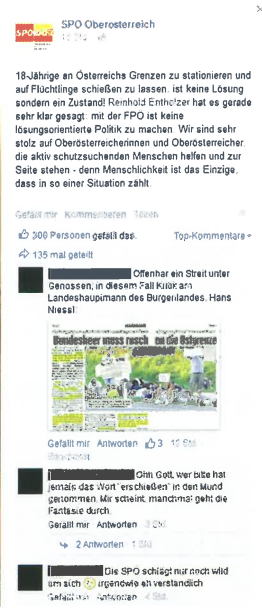 SPO Oberösterreich
18-Jährige an Österreichs Grenzen zu stationieren und
auf Flüchtlinge schießen zu lassen, ist keine Lösung
sondern ein Zustand! Reinhold Entholzer hat es gerade
sehr klar gesagt: mit der FPO ist keine
lösungsorientierte Politik zu machen. Wir sind sehr
stolz auf Oberösterreicherinnen und Oberösterreicher,
die aktiv schutzsuchenden Menschen helfen und zur
Seite stehen - denn Menschlichkeit ist das Einzige,
dass in so einer Situation zählt.
Gefällt mir Kommentieren Teilen
300 Personen gefällt das.
Top-Kommentare
135 mal geteilt
Offenbar ein Streit unter
Genossen, in diesem Fall Kritik am
Landeshauptmann des Burgenlandes, Hans
Niessl:
Bundesheer muss rasch an die Ostgrenze
Gefällt mir Antworten 3
Ohh Gott, wer bitte hat
jemals das Wort "erschießen" in den Mund
genommen. Mir scheint, manchmal geht die
Fantasie durch.
Gefällt mir Antworten
2 Antworten
Die SPO schlägt nur noch wild
um sich irgendwie eh verständlich
Gefällt mir Antworten